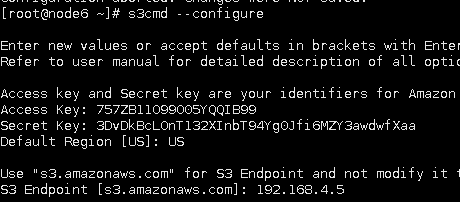 Configuration aborted. Changes were NOT saved.
[root@node6 ~]# s3cmd --configure
Enter new values or accept defaults in brackets with Enter
Refer to user manual for detailed description of all optio
Access key and Secret key are your identifiers for Amazon
Access Key: 757ZB11099005YQQIB99
Secret Key: 3DvDkBcLOnT132XInbT94Yg0Jfi6MZY3awdwfXaa
Default Region [US]: US
Use "s3.amazonaws.com" for S3 Endpoint and not modify it t
S3 Endpoint [s3.amazonaws.com]: 192.168.4.5